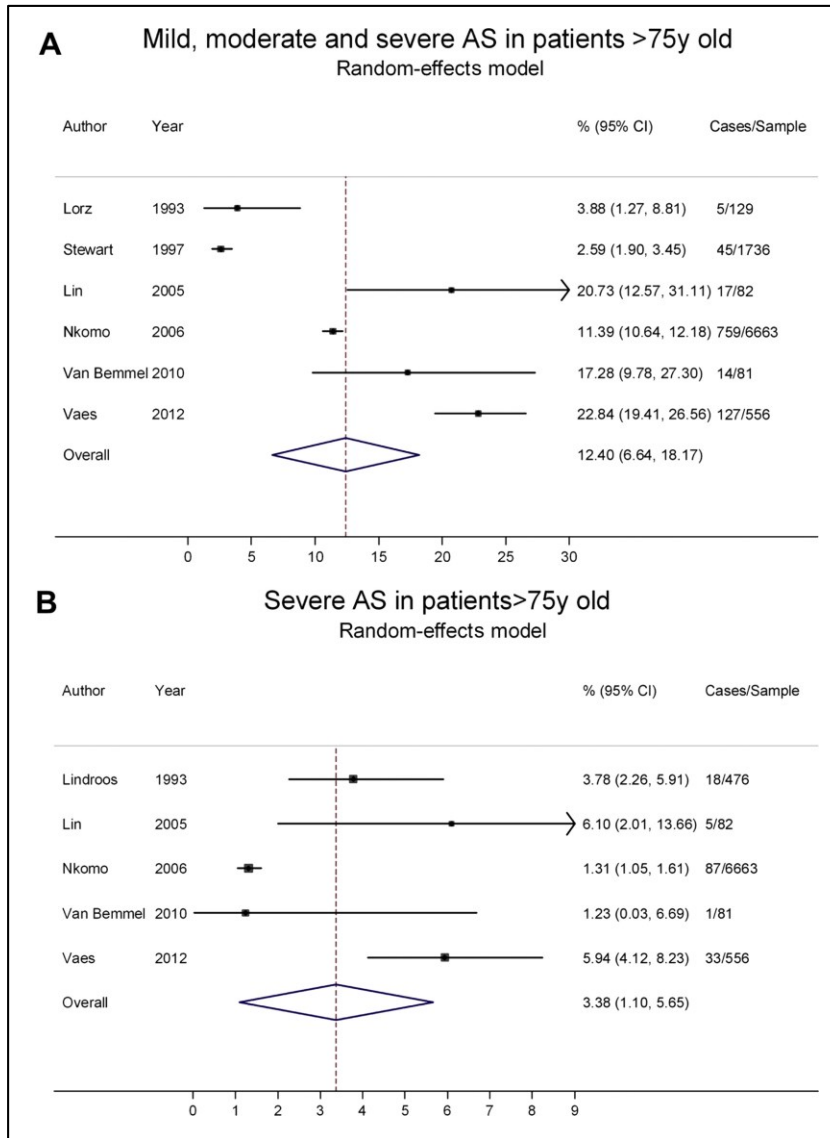 A Mild, moderate and severe AS in patients >75y old
Random-effects model
Author Year % (95% CI) Cases/Sample
Lorz 1993 3.88 (1.27, 8.81) 5/129
Stewart 1997 2.59 (1.90, 3.45) 45/1736
Lin 2005 20.73 (12.57, 31.11) 17/82
Nkomo 2006 11.39 (10.64, 12.18) 759/6663
Van Bemmel 2010 17.28 (9.78, 27.30) 14/81
Vaes 2012 22.84 (19.41, 26.56) 127/556
Overall 12.40 (6.64, 18.17)
0 5 10 15 20 25 30
B Severe AS in patients>75y old
Random-effects model
Author Year % (95% CI) Cases/Sample
Lindroos 1993 3.78 (2.26, 5.91) 18/476
Lin 2005 6.10 (2.01, 13.66) 5/82
Nkomo 2006 1.31 (1.05, 1.61) 87/6663
Van Bemmel 2010 1.23 (0.03, 6.69) 1/81
Vaes 2012 5.94 (4.12, 8.23) 33/556
Overall 3.38 (1.10, 5.65)
0 1 2 3 4 5 6 7 8 9